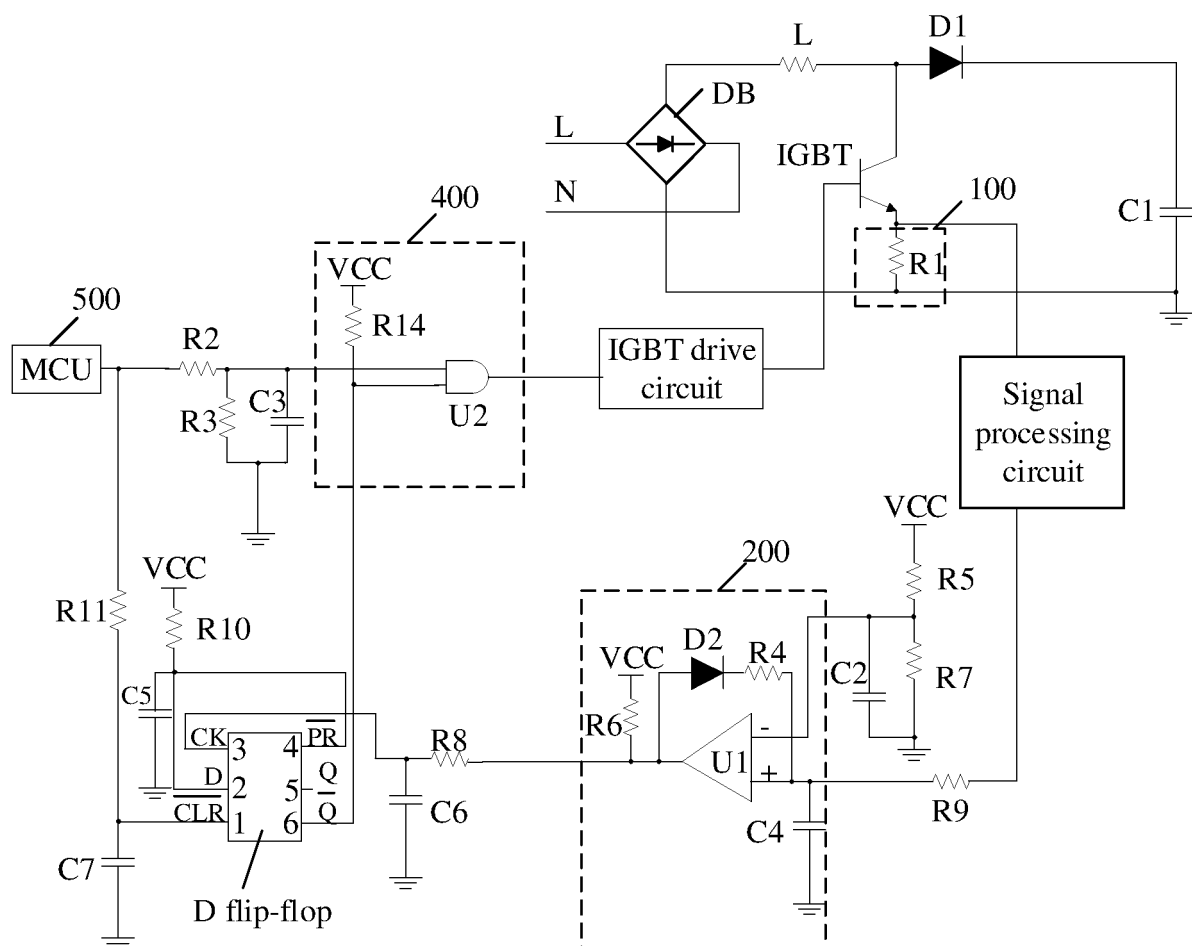 L
D1
DB
L
IGBT
N
100
C1
R1
400
VCC
R14
500
MCU
R2
IGBT drive
circuit
R3
C3
U2
Signal
processing
circuit
VCC
200
R5
VCC
R11
R10
D2
R4
VCC
C2
R7
R6
C5
CK
3
4
PR
R8
U1
-
+
D
2
5
Q
CLR
1
6
Q
C6
C4
R9
C7
D flip-flop